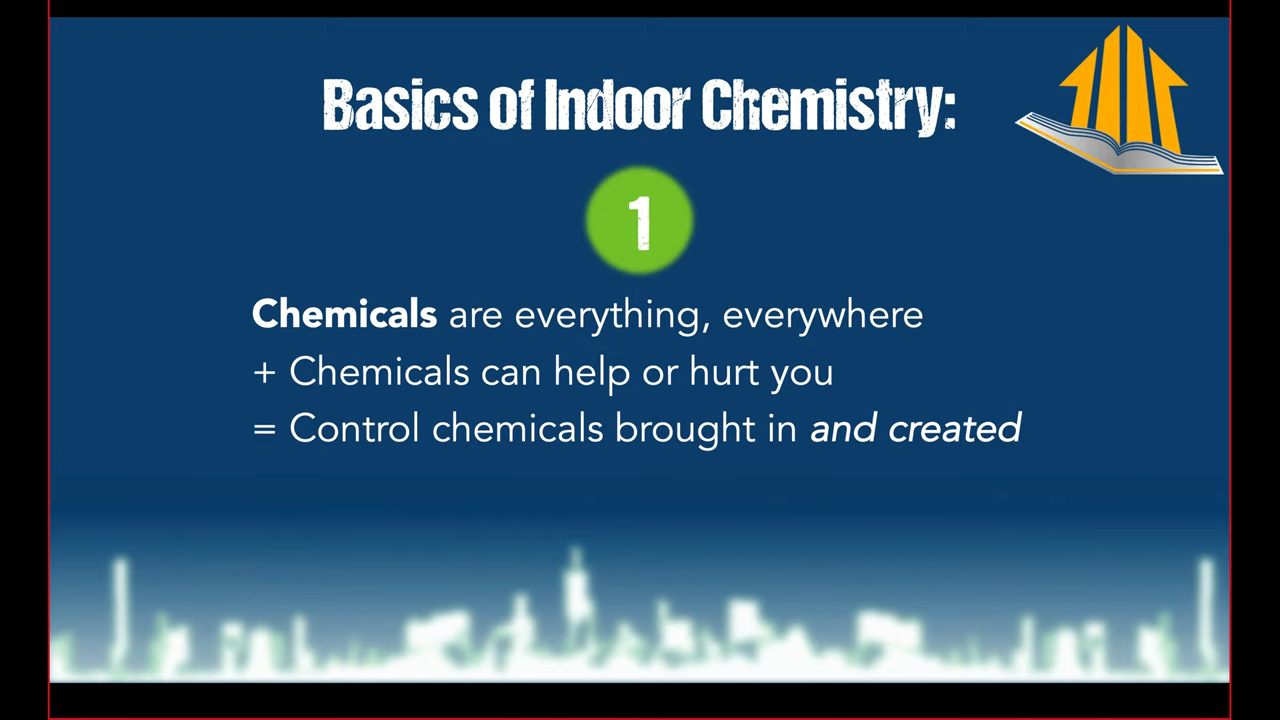 Basics of Indoor Chemistry:
1
Chemicals are everything, everywhere
+ Chemicals can help or hurt you
= Control chemicals brought in and created